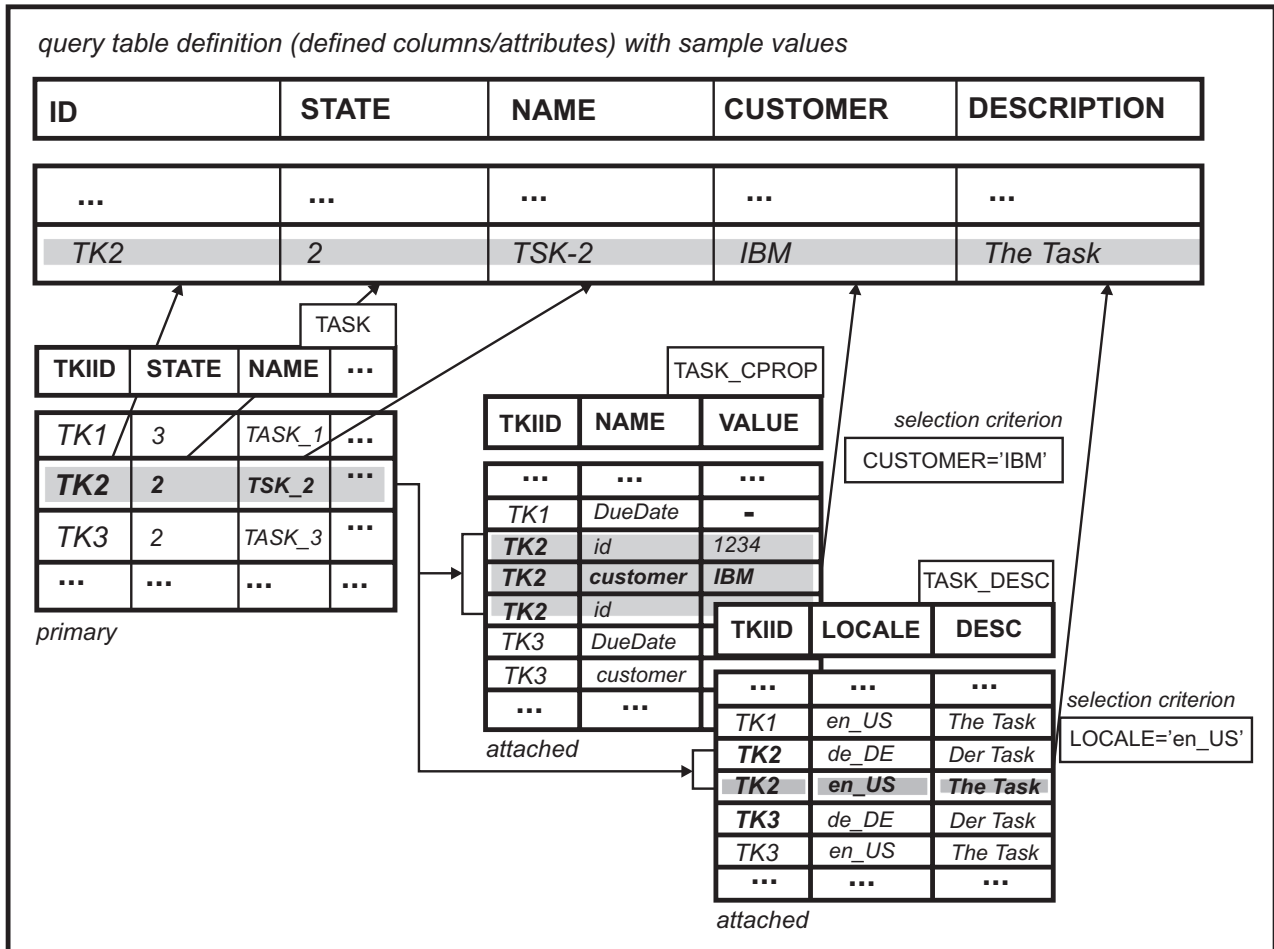 query table definition (defined columns/attributes) with sample values
ID STATE NAME CUSTOMER DESCRIPTION
... ... ... ... ...
TK2 2 TSK-2 IBM The Task
TASK
TKIID STATE NAME ...
TK1 3 TASK_1 ...
TK2 2 TSK_2 ...
TK3 2 TASK_3 ...
... ... ... ...
primary
TASK_CPROP
TKIID NAME VALUE
... ... ...
TK1 DueDate -
TK2 id 1234
TK2 customer IBM
TK2 id
TK3 DueDate
TK3 customer
... ...
attached
selection criterion
CUSTOMER='IBM'
TASK_DESC
TKIID LOCALE DESC
... ... ...
TK1 en_US The Task
TK2 de_DE Der Task
TK2 en_US The Task
TK3 de_DE Der Task
TK3 en_US The Task
... ... ...
attached
selection criterion
LOCALE='en_US'